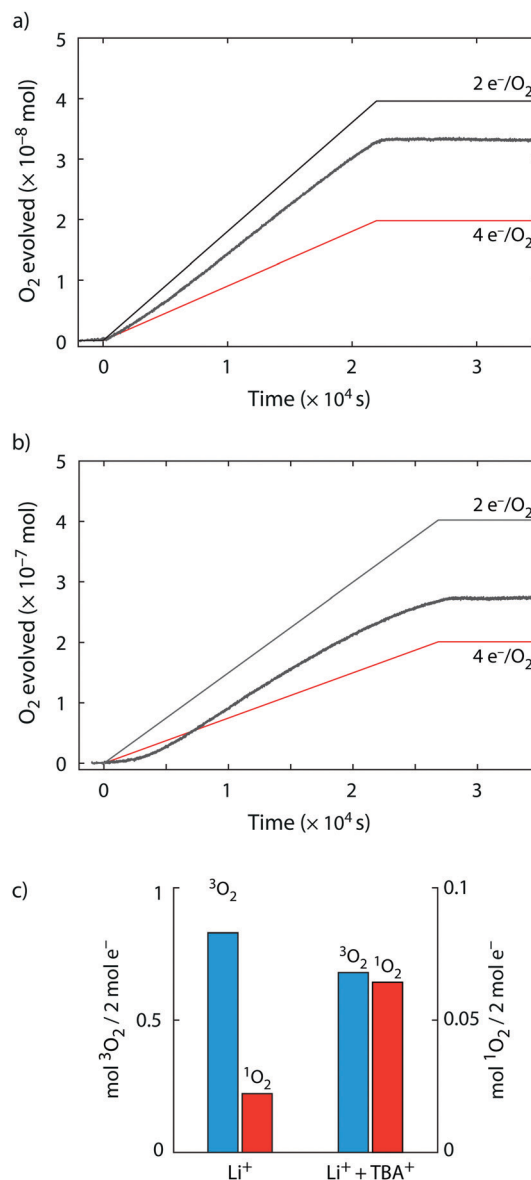 a)
O₂ evolved (× 10⁻⁸ mol)
5
4
3
2
1
0
2 e⁻/O₂
4 e⁻/O₂
0
1
2
3
Time (× 10⁴ s)
b)
O₂ evolved (× 10⁻⁷ mol)
5
4
3
2
1
0
2 e⁻/O₂
4 e⁻/O₂
0
1
2
3
Time (× 10⁴ s)
c)
mol ³O₂ / 2 mol e⁻
1
0.5
0
³O₂
¹O₂
³O₂
¹O₂
0.1
0.05
0
mol ¹O₂ / 2 mol e⁻
Li⁺
Li⁺ + TBA⁺